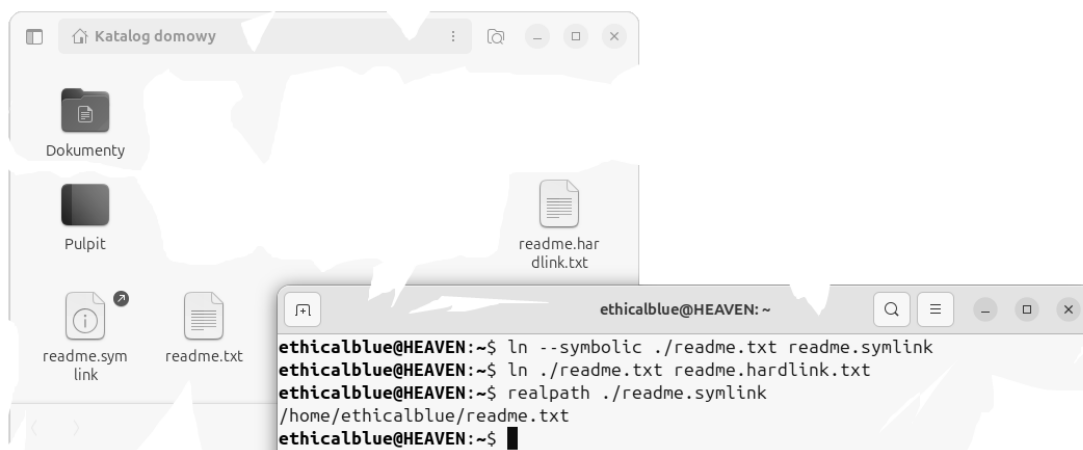 Katalog domowy
Dokumenty
Pulpit
readme.har
dlink.txt
readme.sym
link
readme.txt
ethicalblue@HEAVEN: ~
ethicalblue@HEAVEN:~$ ln --symbolic ./readme.txt readme.symlink
ethicalblue@HEAVEN:~$ ln ./readme.txt readme.hardlink.txt
ethicalblue@HEAVEN:~$ realpath ./readme.symlink
/home/ethicalblue/readme.txt
ethicalblue@HEAVEN:~$